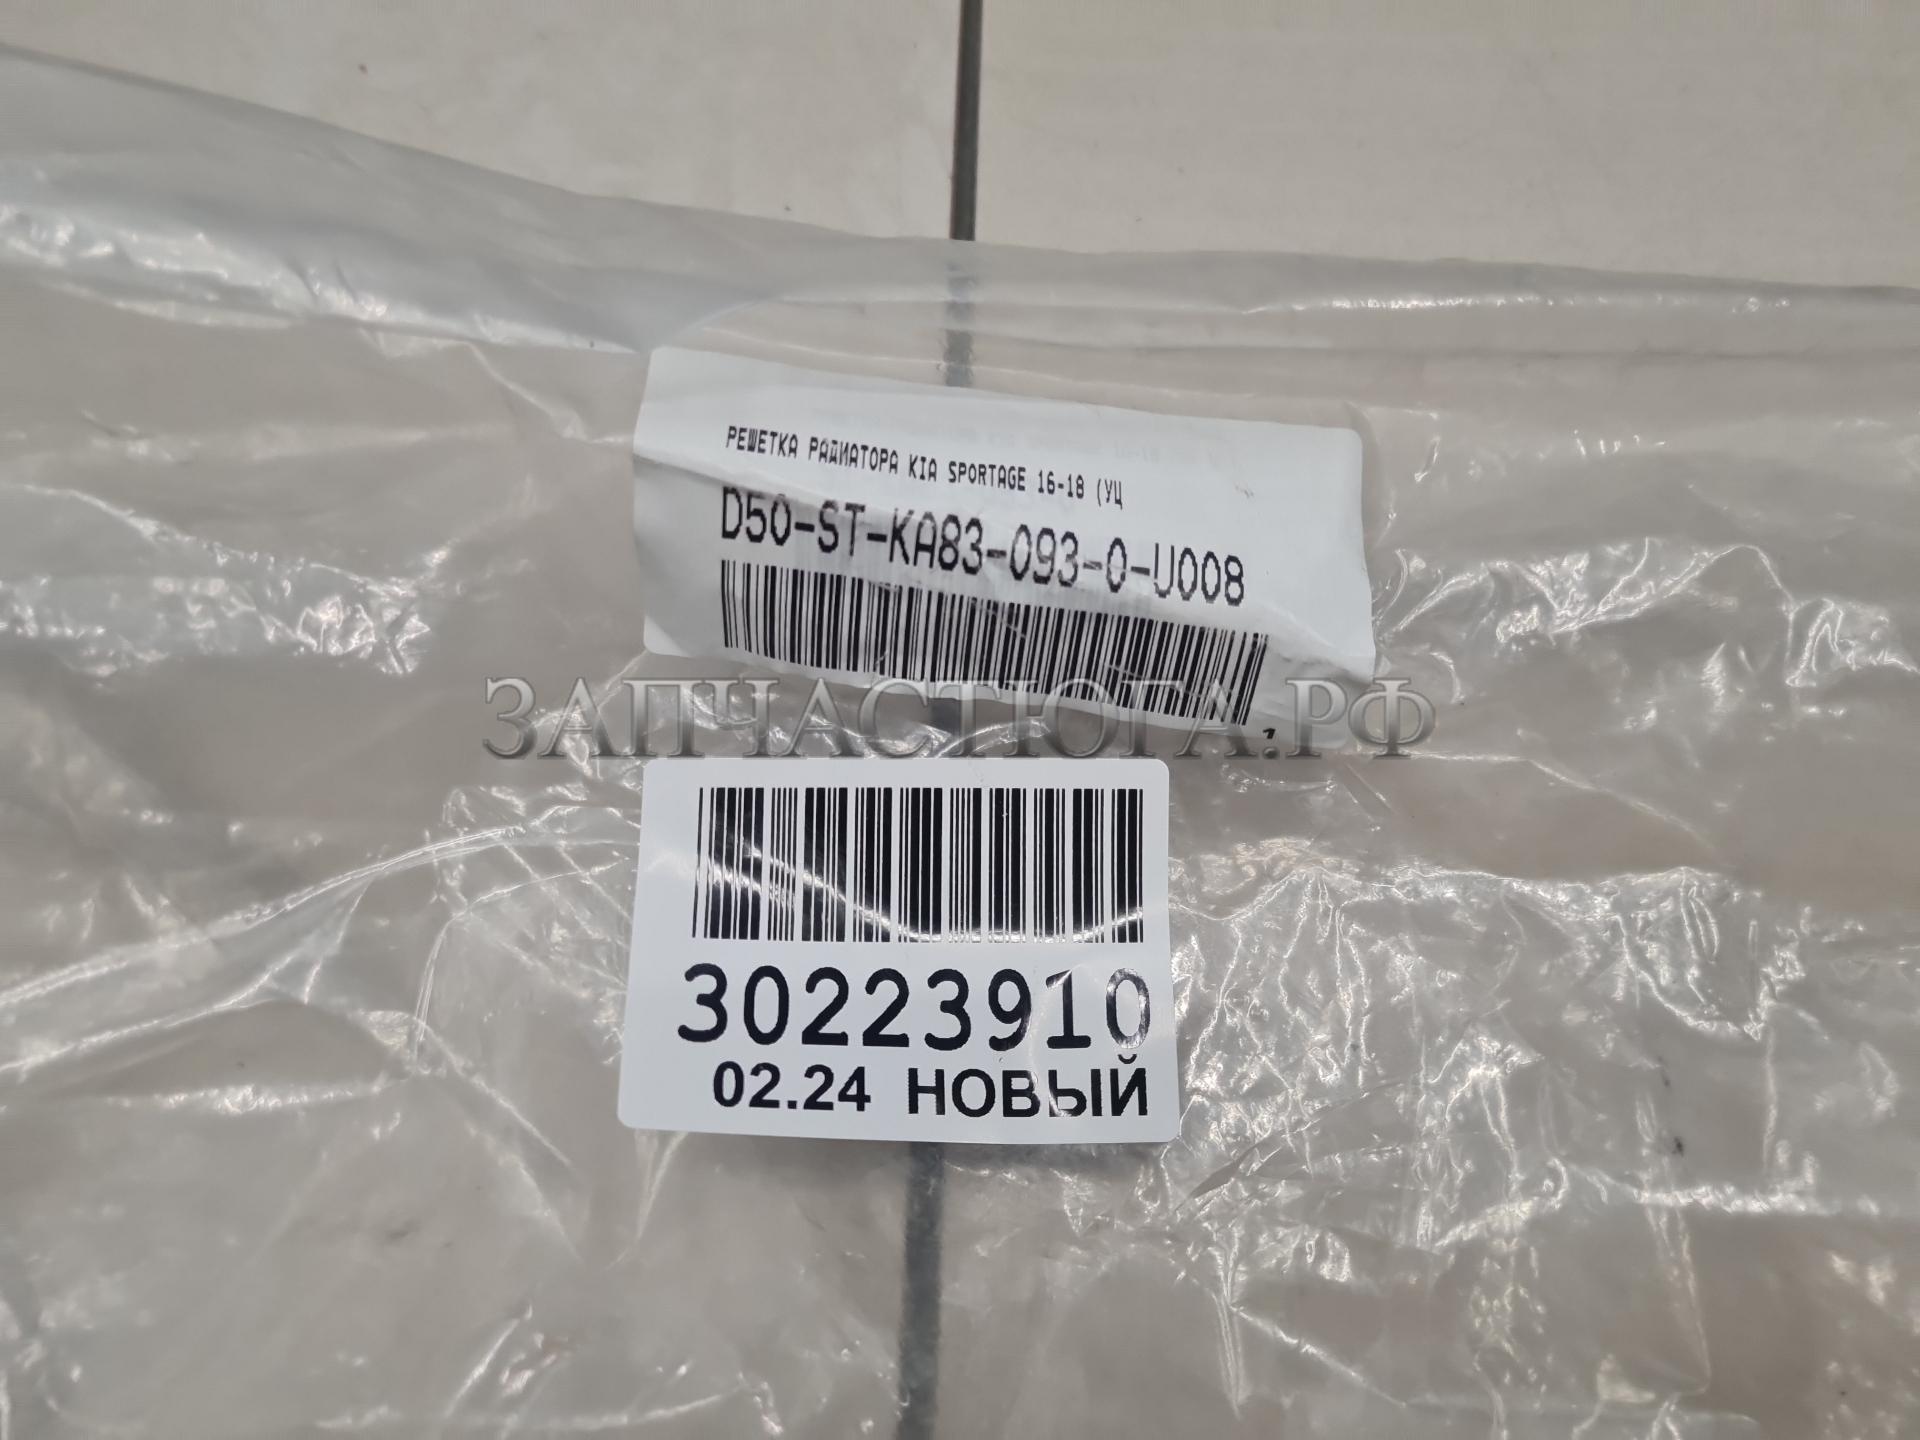 РЕШЕТКА РАДИАТОРА KIA SPORTAGE 16-18 (УЦ
D50-ST-KA83-093-0-U008
1
ЗАПЧАСТЮГА.РФ
30223910
02.24 НОВЫЙ